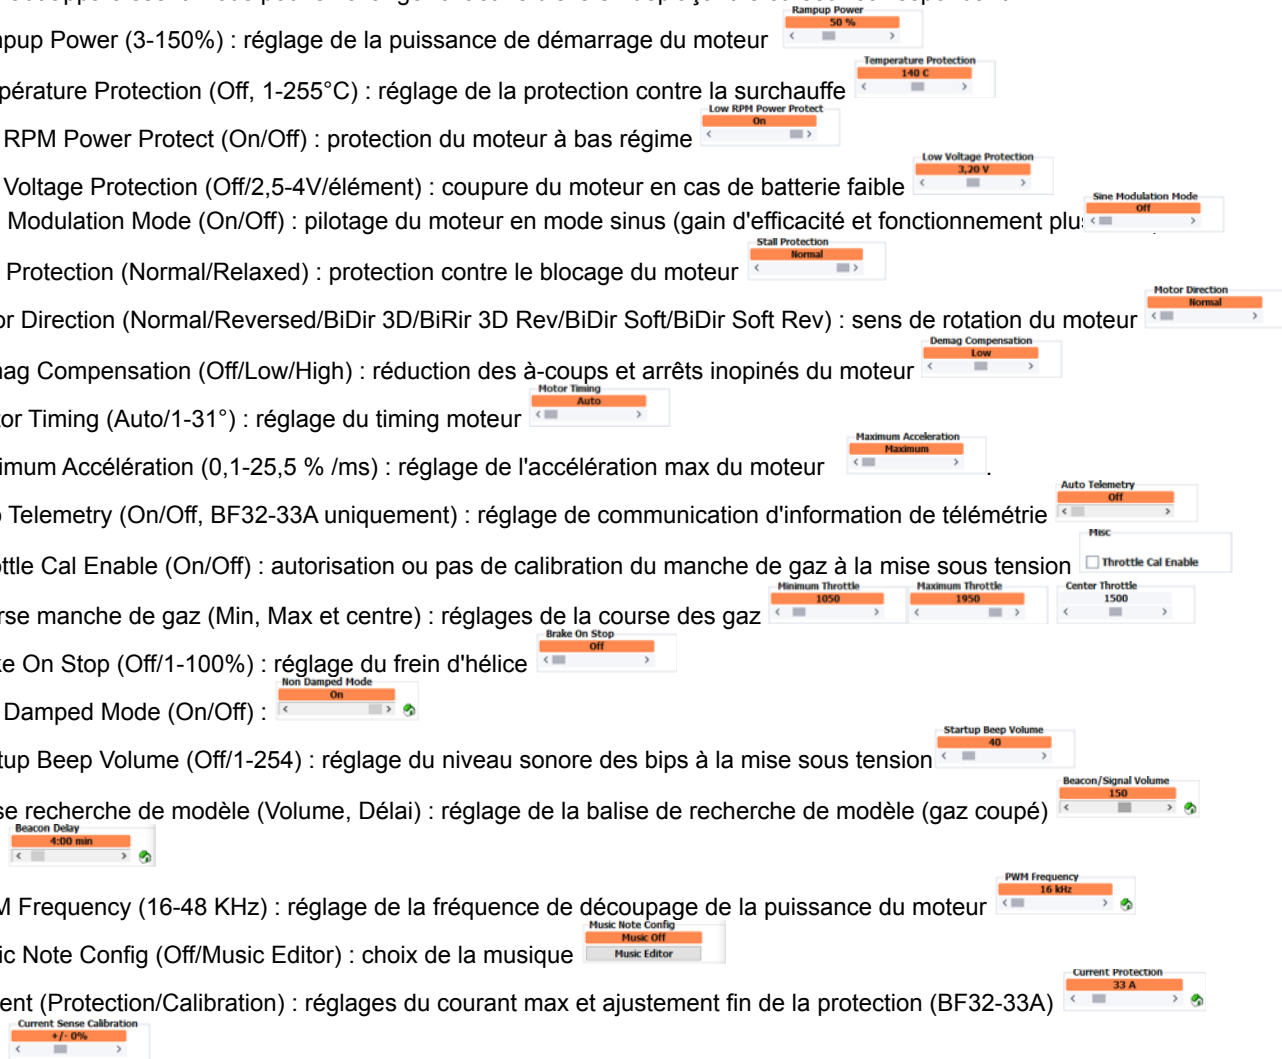 Rampup Power
50 %
pup Power (3-150%) : réglage de la puissance de démarrage du moteur
Temperature Protection
140 C
pérature Protection (Off, 1-255°C) : réglage de la protection contre la surchauffe
Low RPM Power Protect
On
RPM Power Protect (On/Off) : protection du moteur à bas régime
Low Voltage Protection
3,20 V
Voltage Protection (Off/2,5-4V/élément) : coupure du moteur en cas de batterie faible
Sine Modulation Mode
Off
Modulation Mode (On/Off) : pilotage du moteur en mode sinus (gain d'efficacité et fonctionnement plu
Stall Protection
Normal
Protection (Normal/Relaxed) : protection contre le blocage du moteur
Motor Direction
Normal
or Direction (Normal/Reversed/BiDir 3D/BiRir 3D Rev/BiDir Soft/BiDir Soft Rev) : sens de rotation du moteur
Demag Compensation
Low
ag Compensation (Off/Low/High) : réduction des à-coups et arrêts inopinés du moteur
Motor Timing
Auto
tor Timing (Auto/1-31°) : réglage du timing moteur
Maximum Acceleration
Maximum
imum Accélération (0,1-25,5 % /ms) : réglage de l'accélération max du moteur .
Auto Telemetry
Off
o Telemetry (On/Off, BF32-33A uniquement) : réglage de communication d'information de télémétrie
Misc
Throttle Cal Enable
ottle Cal Enable (On/Off) : autorisation ou pas de calibration du manche de gaz à la mise sous tension
Minimum Throttle Maximum Throttle Center Throttle
1050 1950 1500
rse manche de gaz (Min, Max et centre) : réglages de la course des gaz
Brake On Stop
Off
ke On Stop (Off/1-100%) : réglage du frein d'hélice
Non Damped Mode
On
Damped Mode (On/Off) :
Startup Beep Volume
40
tup Beep Volume (Off/1-254) : réglage du niveau sonore des bips à la mise sous tension
Beacon/Signal Volume
150
se recherche de modèle (Volume, Délai) : réglage de la balise de recherche de modèle (gaz coupé)
Beacon Delay
4:00 min
PWM Frequency
16 kHz
M Frequency (16-48 KHz) : réglage de la fréquence de découpage de la puissance du moteur
Music Note Config
Music Off
Music Editor
ic Note Config (Off/Music Editor) : choix de la musique
Current Protection
33 A
ent (Protection/Calibration) : réglages du courant max et ajustement fin de la protection (BF32-33A)
Current Sense Calibration
+/- 0%